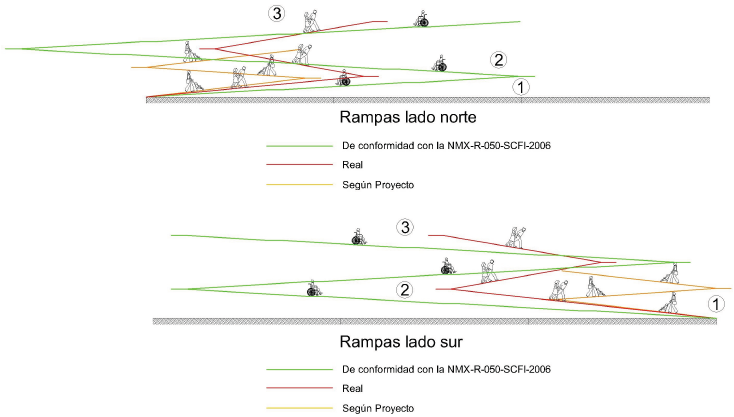 3
2
1
Rampas lado norte
De conformidad con la NMX-R-050-SCFI-2006
Real
Según Proyecto
3
2
1
Rampas lado sur
De conformidad con la NMX-R-050-SCFI-2006
Real
Según Proyecto